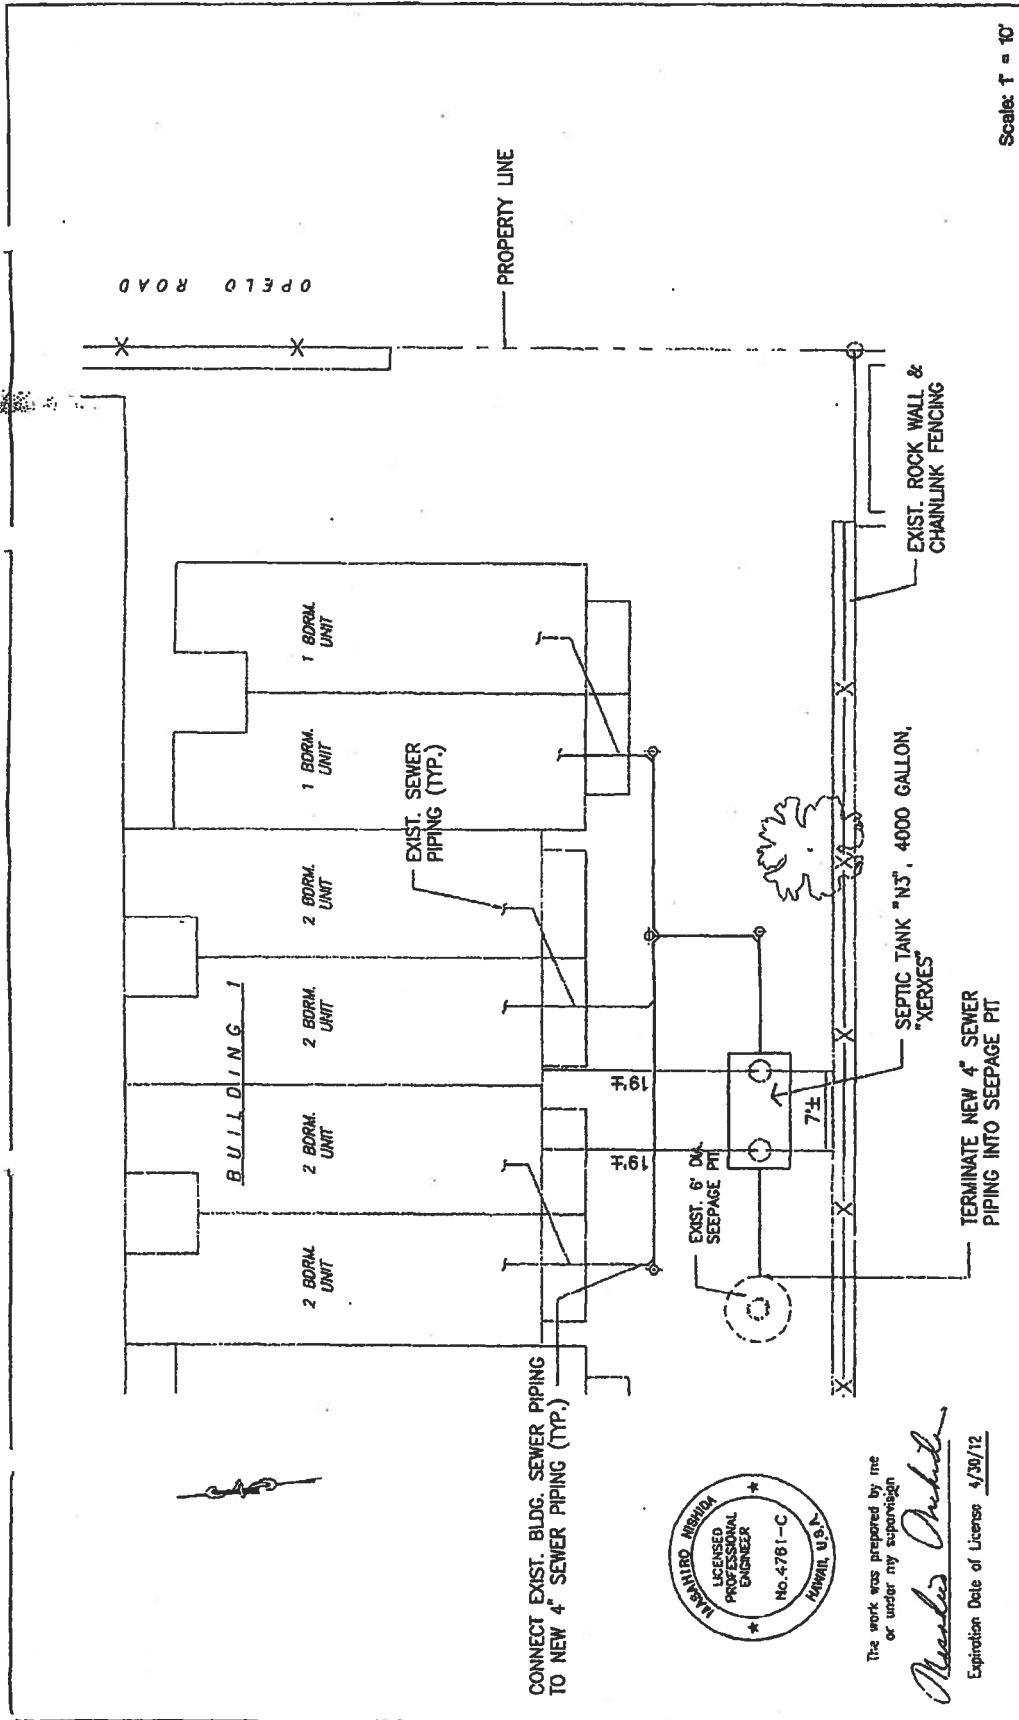 OPELO ROAD
PROPERTY LINE
BUILDING 1
2 BDRM.
UNIT
2 BDRM.
UNIT
2 BDRM.
UNIT
2 BDRM.
UNIT
1 BDRM.
UNIT
1 BDRM.
UNIT
EXIST. SEWER
PIPING (TYP.)
CONNECT EXIST. BLDG. SEWER PIPING
TO NEW 4" SEWER PIPING (TYP.)
19'±
19'±
EXIST. 6' DIA.
SEEPAGE PIT
7'±
EXIST. ROCK WALL &
CHAINLINK FENCING
SEPTIC TANK "N3", 4000 GALLON,
"XERXES"
TERMINATE NEW 4" SEWER
PIPING INTO SEEPAGE PIT
MASAHIRO NISHIDA
LICENSED
PROFESSIONAL
ENGINEER
No.4761-C
HAWAII, U.S.A.
The work was prepared by me
or under my supervision
Expiration Date of License 4/30/12
Scale: 1" = 10'